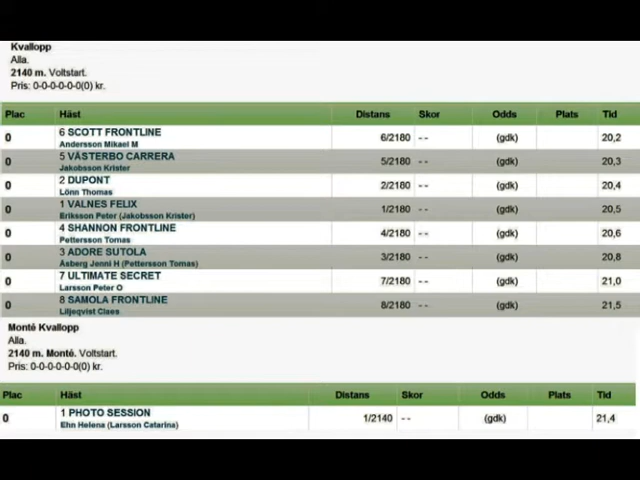 Kvallopp
Alla.
2140 m. Voltstart.
Pris: 0-0-0-0-0-0(0) kr.
Plac Häst Distans Skor Odds Plats Tid
0 6 SCOTT FRONTLINE 6/2180 - - (gdk) 20,2
Andersson Mikael M
0 5 VÄSTERBO CARRERA 5/2180 - - (gdk) 20,3
Jakobsson Krister
0 2 DUPONT 2/2180 - - (gdk) 20,4
Lönn Thomas
0 1 VALNES FELIX 1/2180 - - (gdk) 20,5
Eriksson Peter (Jakobsson Krister)
0 4 SHANNON FRONTLINE 4/2180 - - (gdk) 20,6
Pettersson Tomas
0 3 ADORE SUTOLA 3/2180 - - (gdk) 20,8
Åsberg Jenni H (Pettersson Tomas)
0 7 ULTIMATE SECRET 7/2180 - - (gdk) 21,0
Larsson Peter O
0 8 SAMOLA FRONTLINE 8/2180 - - (gdk) 21,5
Liljeqvist Claes
Monté Kvallopp
Alla.
2140 m. Monté. Voltstart.
Pris: 0-0-0-0-0-0(0) kr.
Plac Häst Distans Skor Odds Plats Tid
0 1 PHOTO SESSION 1/2140 - - (gdk) 21,4
Ehn Helena (Larsson Catarina)